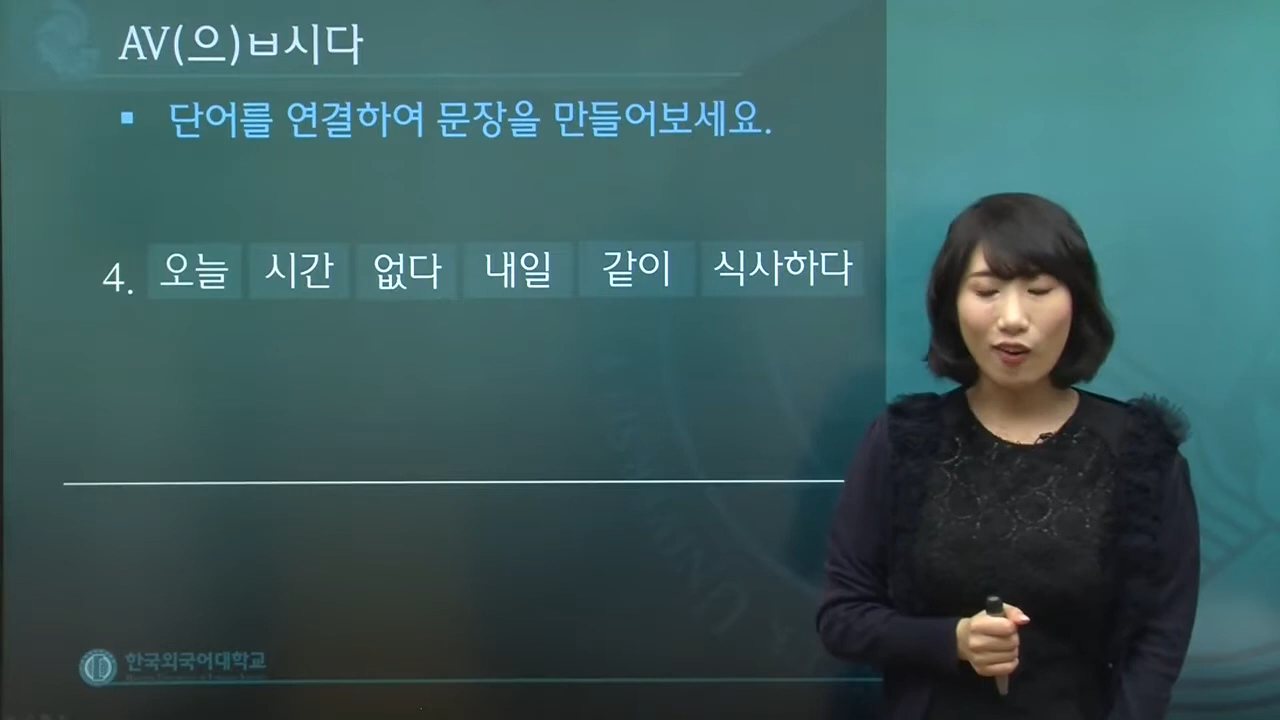 AV(으)ㅂ시다
▪ 단어를 연결하여 문장을 만들어보세요.
4. 오늘 시간 없다 내일 같이 식사하다
한국외국어대학교